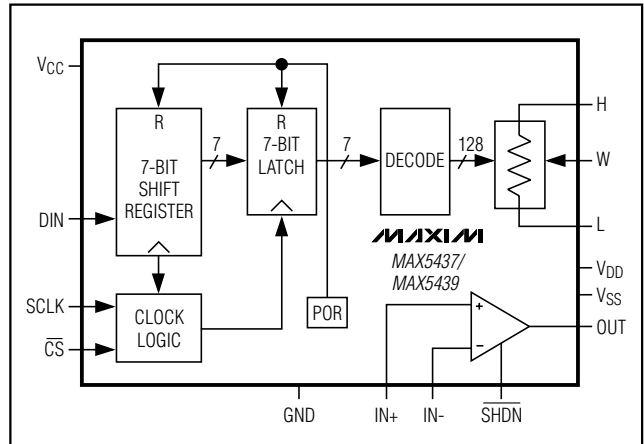 VCC
R
7-BIT
SHIFT
REGISTER
7
R
7-BIT
LATCH
7
DECODE
128
H
W
L
DIN
MAXIM
MAX5437/
MAX5439
VDD
VSS
SCLK
CS
CLOCK
LOGIC
POR
+
−
OUT
GND
IN+
IN-
SHDN